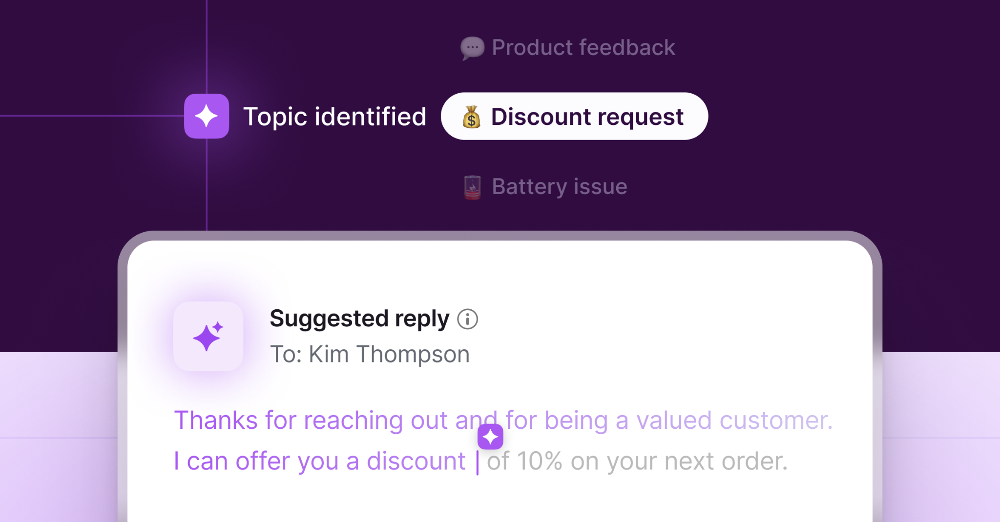 Product feedback
Topic identified
Discount request
Battery issue
Suggested reply
To: Kim Thompson
Thanks for reaching out and for being a valued customer.
I can offer you a discount of 10% on your next order.